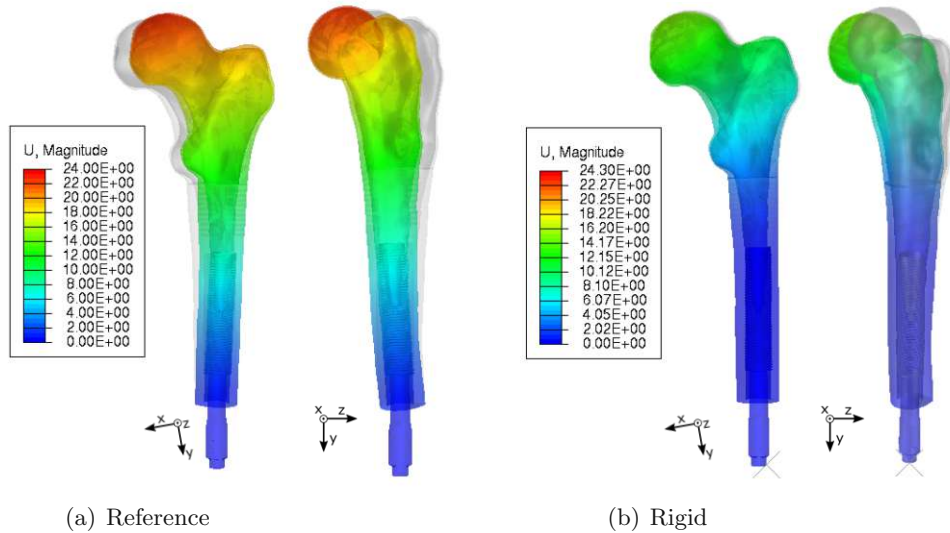 U, Magnitude
24.00E+00
22.00E+00
20.00E+00
18.00E+00
16.00E+00
14.00E+00
12.00E+00
10.00E+00
8.00E+00
6.00E+00
4.00E+00
2.00E+00
0.00E+00
x
z
y
x
z
y
(a) Reference
U, Magnitude
24.30E+00
22.27E+00
20.25E+00
18.22E+00
16.20E+00
14.17E+00
12.15E+00
10.12E+00
8.10E+00
6.07E+00
4.05E+00
2.02E+00
0.00E+00
x
z
y
x
z
y
(b) Rigid